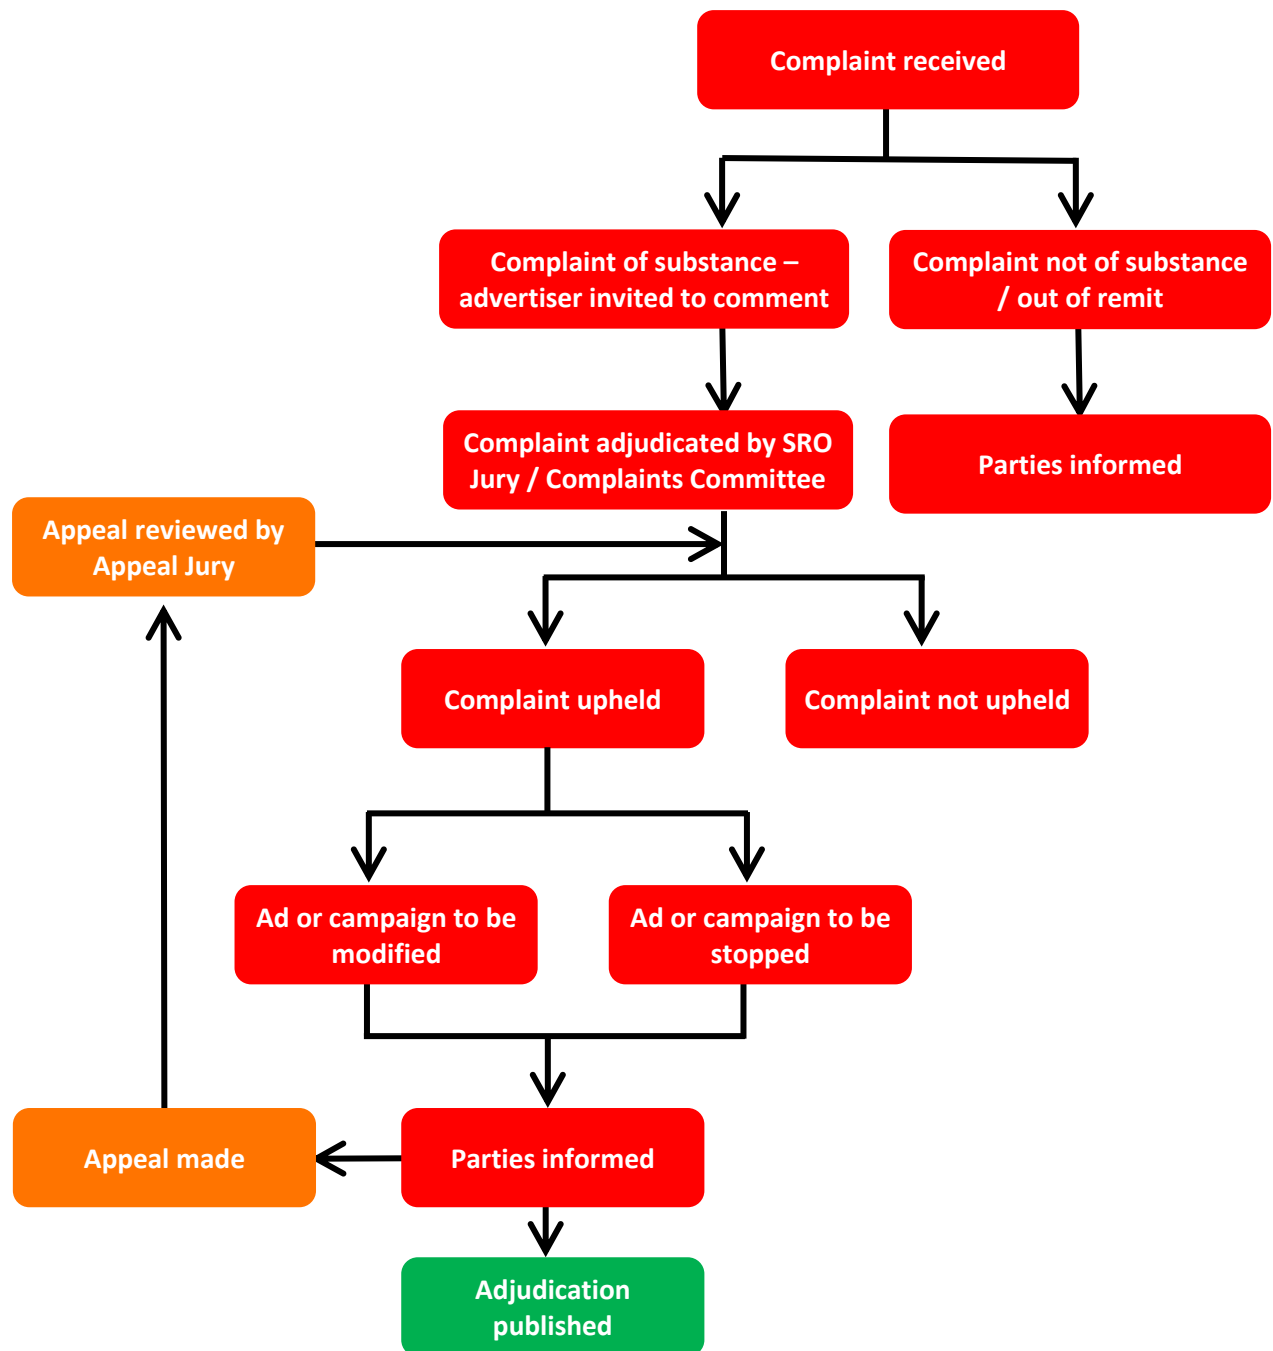 Complaint received
Complaint of substance –
advertiser invited to comment
Complaint not of substance
/ out of remit
Complaint adjudicated by SRO
Jury / Complaints Committee
Parties informed
Appeal reviewed by
Appeal Jury
Complaint upheld
Complaint not upheld
Ad or campaign to be
modified
Ad or campaign to be
stopped
Appeal made
Parties informed
Adjudication
published